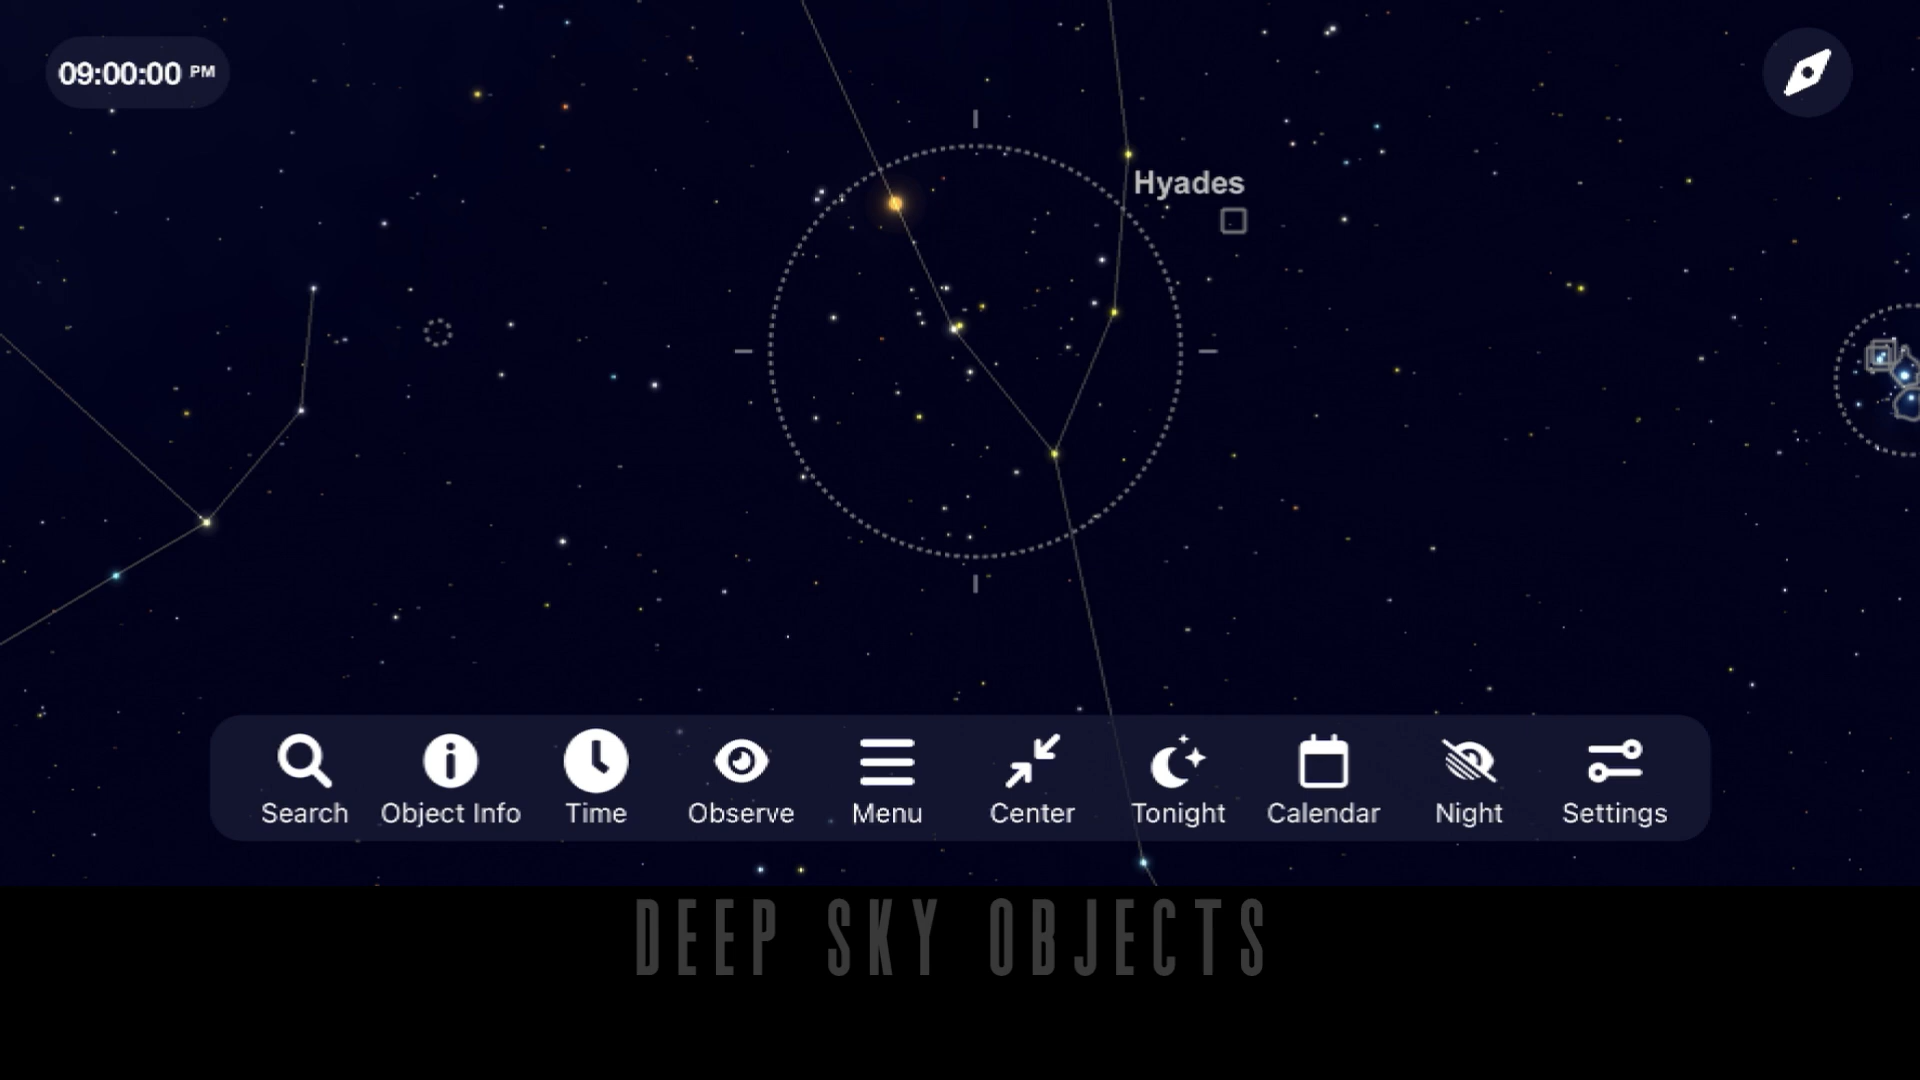 09:00:00 PM
Hyades
Search Object Info Time Observe Menu Center Tonight Calendar Night Settings
DEEP SKY OBJECTS